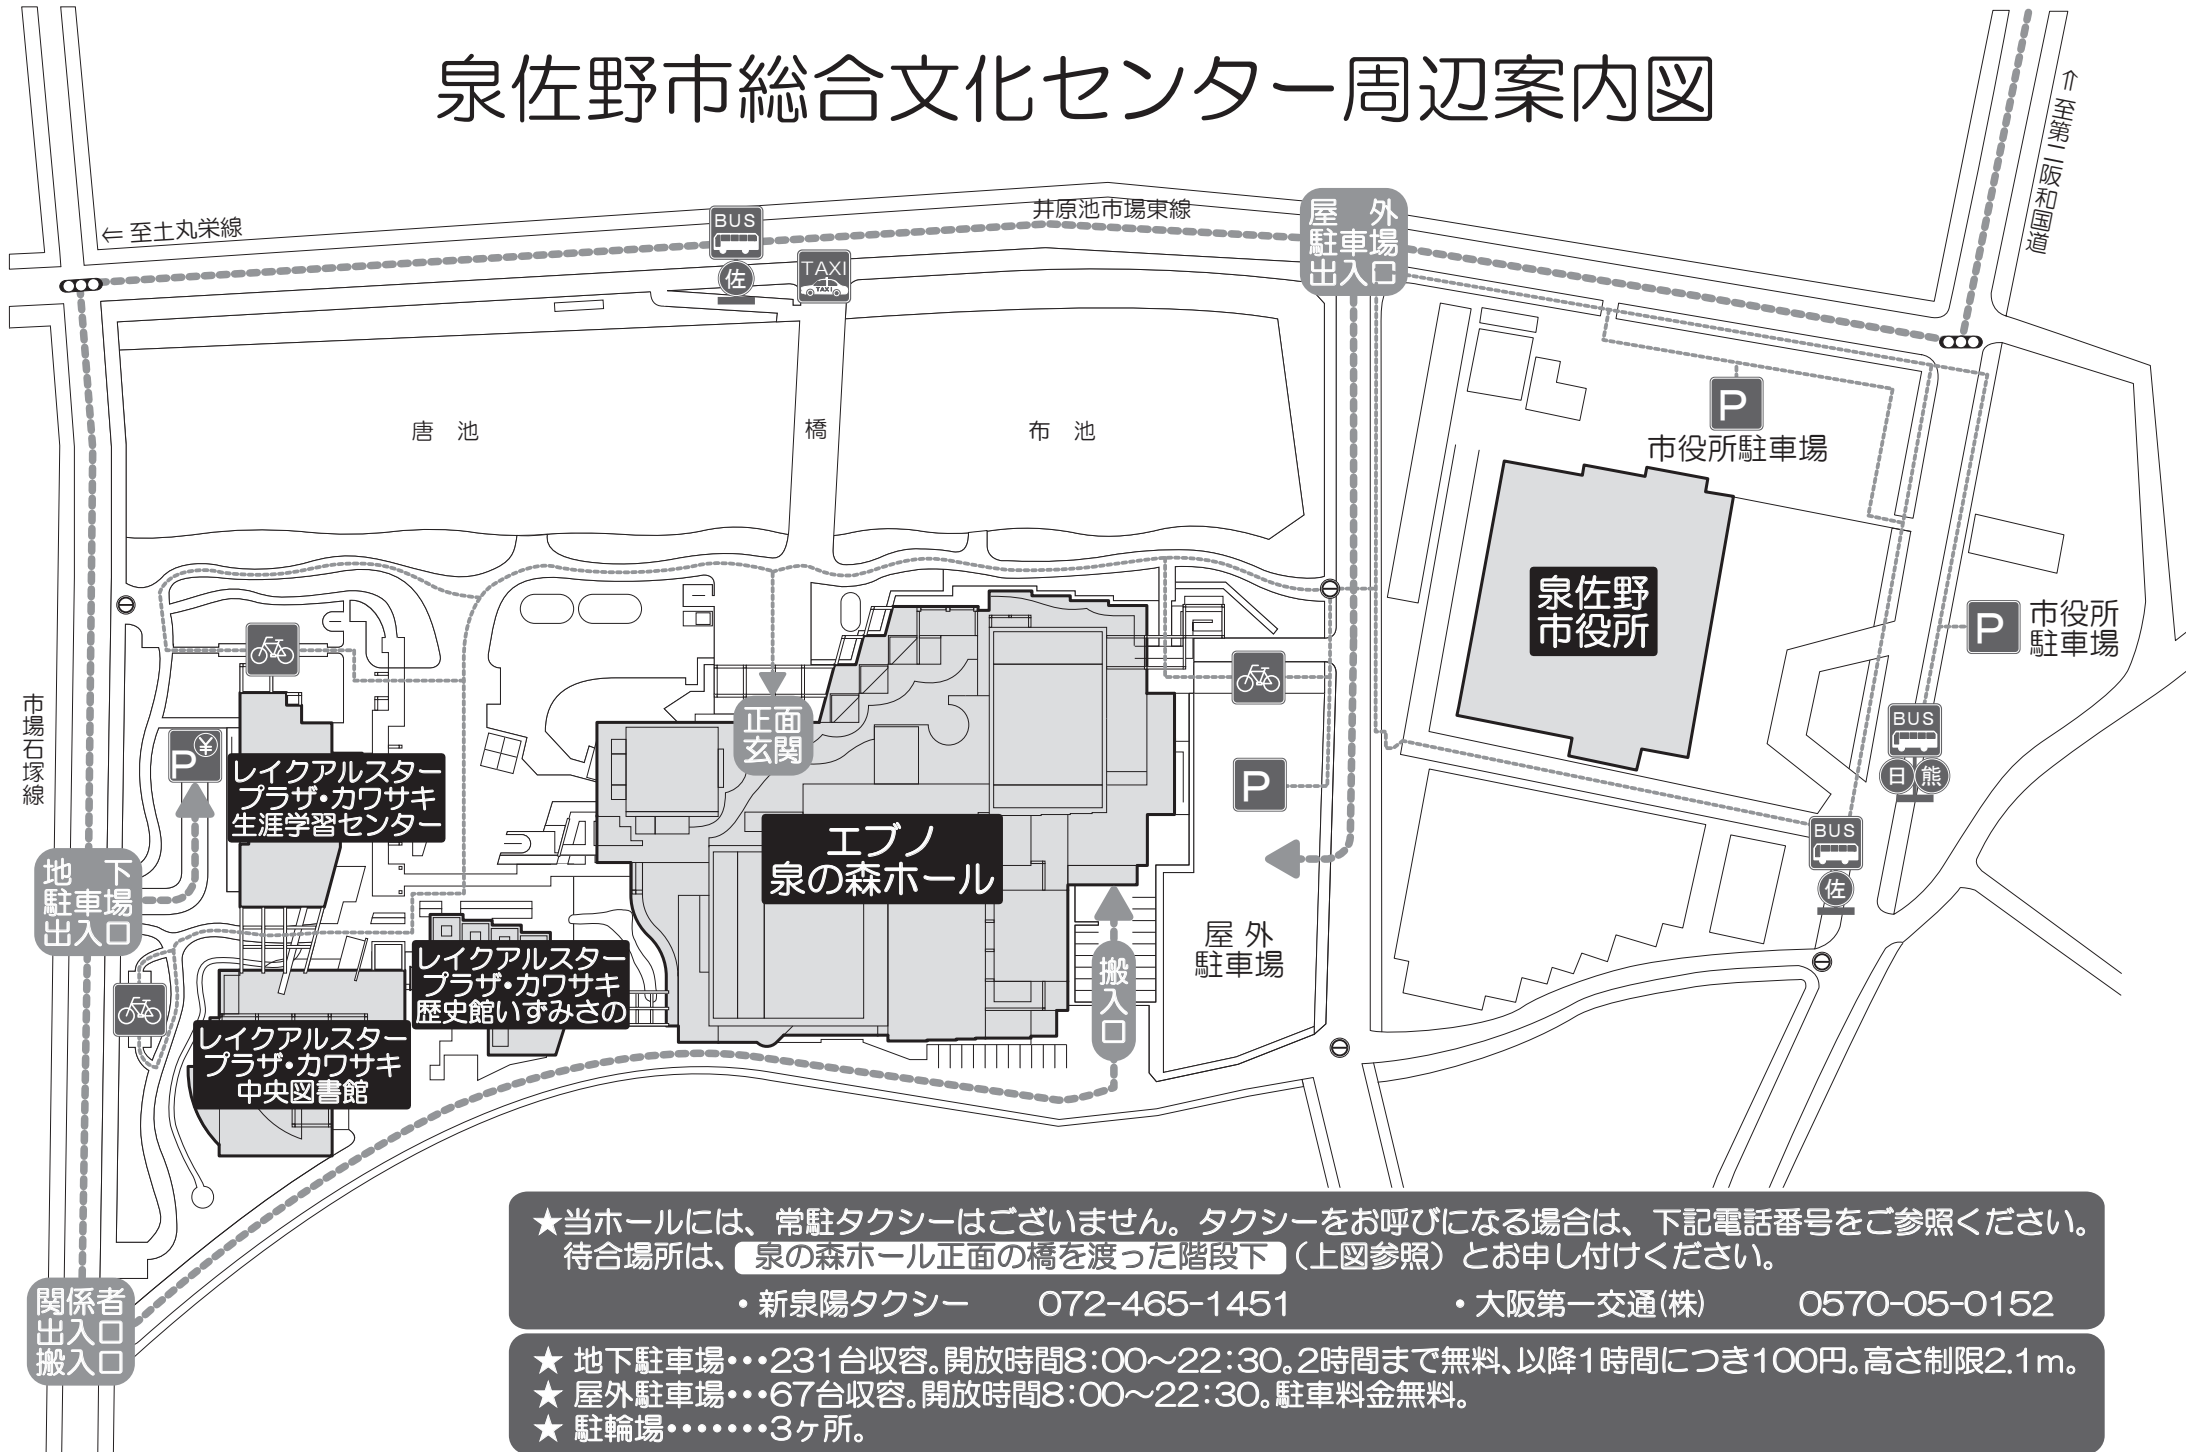 泉佐野市総合文化センター周辺案内図
⇐ 至土丸栄線
BUS
佐
TAXI
TAXI
井原池市場東線
屋 外
駐車場
出入口
⇑ 至第二阪和国道
唐 池
橋
布 池
P
市役所駐車場
泉佐野
市役所
P
市役所
駐車場
市場石塚線
P¥
レイクアルスター
プラザ・カワサキ
生涯学習センター
正面
玄関
P
BUS
日
熊
BUS
佐
エブノ
泉の森ホール
地 下
駐車場
出入口
屋 外
駐車場
搬入口
レイクアルスター
プラザ・カワサキ
歴史館いずみさの
レイクアルスター
プラザ・カワサキ
中央図書館
関係者
出入口
搬入口
★当ホールには、常駐タクシーはございません。タクシーをお呼びになる場合は、下記電話番号をご参照ください。
待合場所は、 泉の森ホール正面の橋を渡った階段下 (上図参照) とお申し付けください。
・新泉陽タクシー 072-465-1451 ・大阪第一交通(株) 0570-05-0152
★ 地下駐車場・・・231台収容。開放時間8:00〜22:30。2時間まで無料、以降1時間につき100円。高さ制限2.1m。
★ 屋外駐車場・・・67台収容。開放時間8:00〜22:30。駐車料金無料。
★ 駐輪場・・・・・・・3ヶ所。